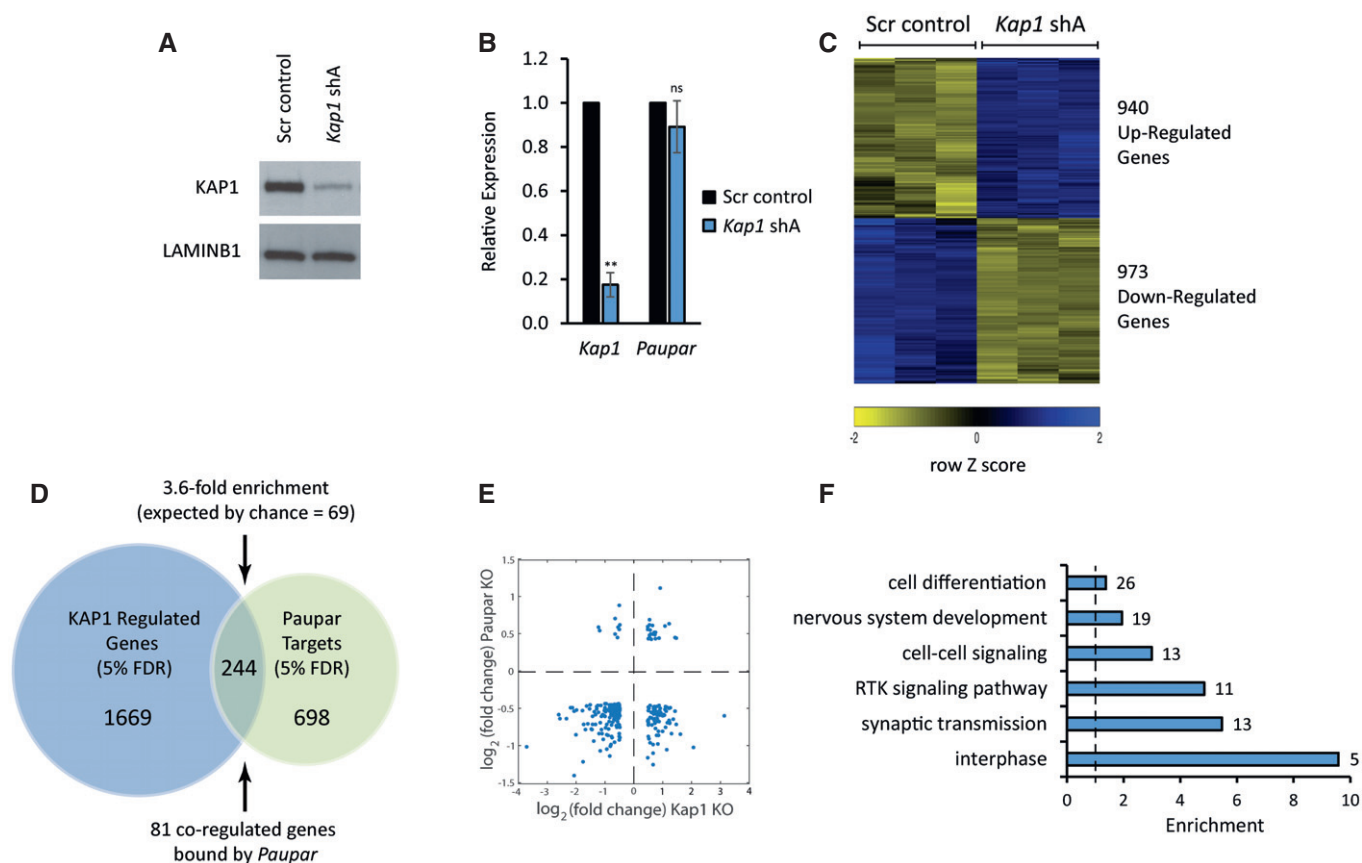 A
Scr control
Kap1 shA
KAP1
LAMINB1
B
1.2
1.0
0.8
0.6
0.4
0.2
0.0
Relative Expression
**
ns
Kap1
Paupar
Scr control
Kap1 shA
C
Scr control
Kap1 shA
940
Up-Regulated
Genes
973
Down-Regulated
Genes
-2
0
2
row Z score
D
3.6-fold enrichment
(expected by chance = 69)
KAP1 Regulated
Genes
(5% FDR)
1669
244
Paupar
Targets
(5% FDR)
698
81 co-regulated genes
bound by Paupar
E
1.5
1
0.5
0
-0.5
-1
-1.5
log2(fold change) Paupar KO
-4
-3
-2
-1
0
1
2
3
4
log2(fold change) Kap1 KO
F
cell differentiation
26
nervous system development
19
cell-cell signaling
13
RTK signaling pathway
11
synaptic transmission
13
interphase
5
0
2
4
6
8
10
Enrichment